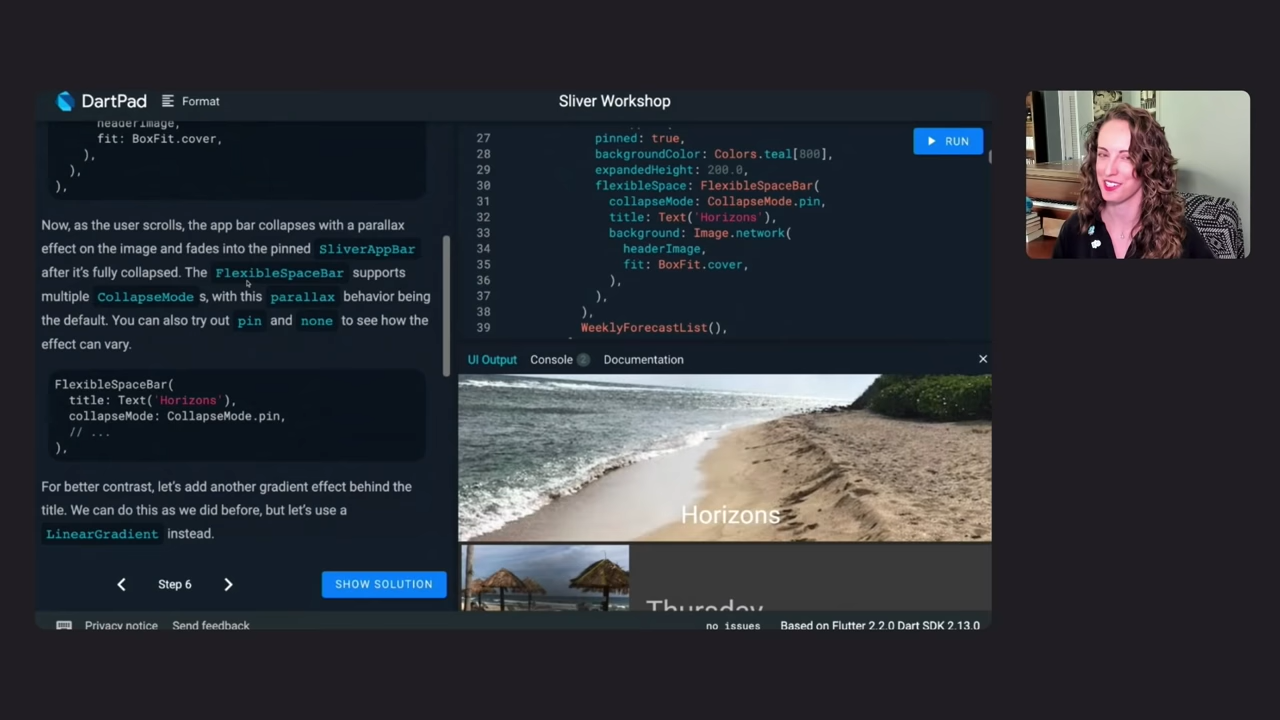 DartPad
Format
Sliver Workshop
headerImage,
fit: BoxFit.cover,
),
),
),
Now, as the user scrolls, the app bar collapses with a parallax
effect on the image and fades into the pinned SliverAppBar
after it's fully collapsed. The FlexibleSpaceBar supports
multiple CollapseMode s, with this parallax behavior being
the default. You can also try out pin and none to see how the
effect can vary.
FlexibleSpaceBar(
title: Text('Horizons'),
collapseMode: CollapseMode.pin,
// ...
),
For better contrast, let's add another gradient effect behind the
title. We can do this as we did before, but let's use a
LinearGradient instead.
Step 6
SHOW SOLUTION
27 pinned: true,
28 backgroundColor: Colors.teal[800],
29 expandedHeight: 200.0,
30 flexibleSpace: FlexibleSpaceBar(
31 collapseMode: CollapseMode.pin,
32 title: Text('Horizons'),
33 background: Image.network(
34 headerImage,
35 fit: BoxFit.cover,
36 ),
37 ),
38 ),
39 WeeklyForecastList(),
RUN
UI Output Console 2 Documentation
Horizons
Thursday
Privacy notice Send feedback
no issues Based on Flutter 2.2.0 Dart SDK 2.13.0